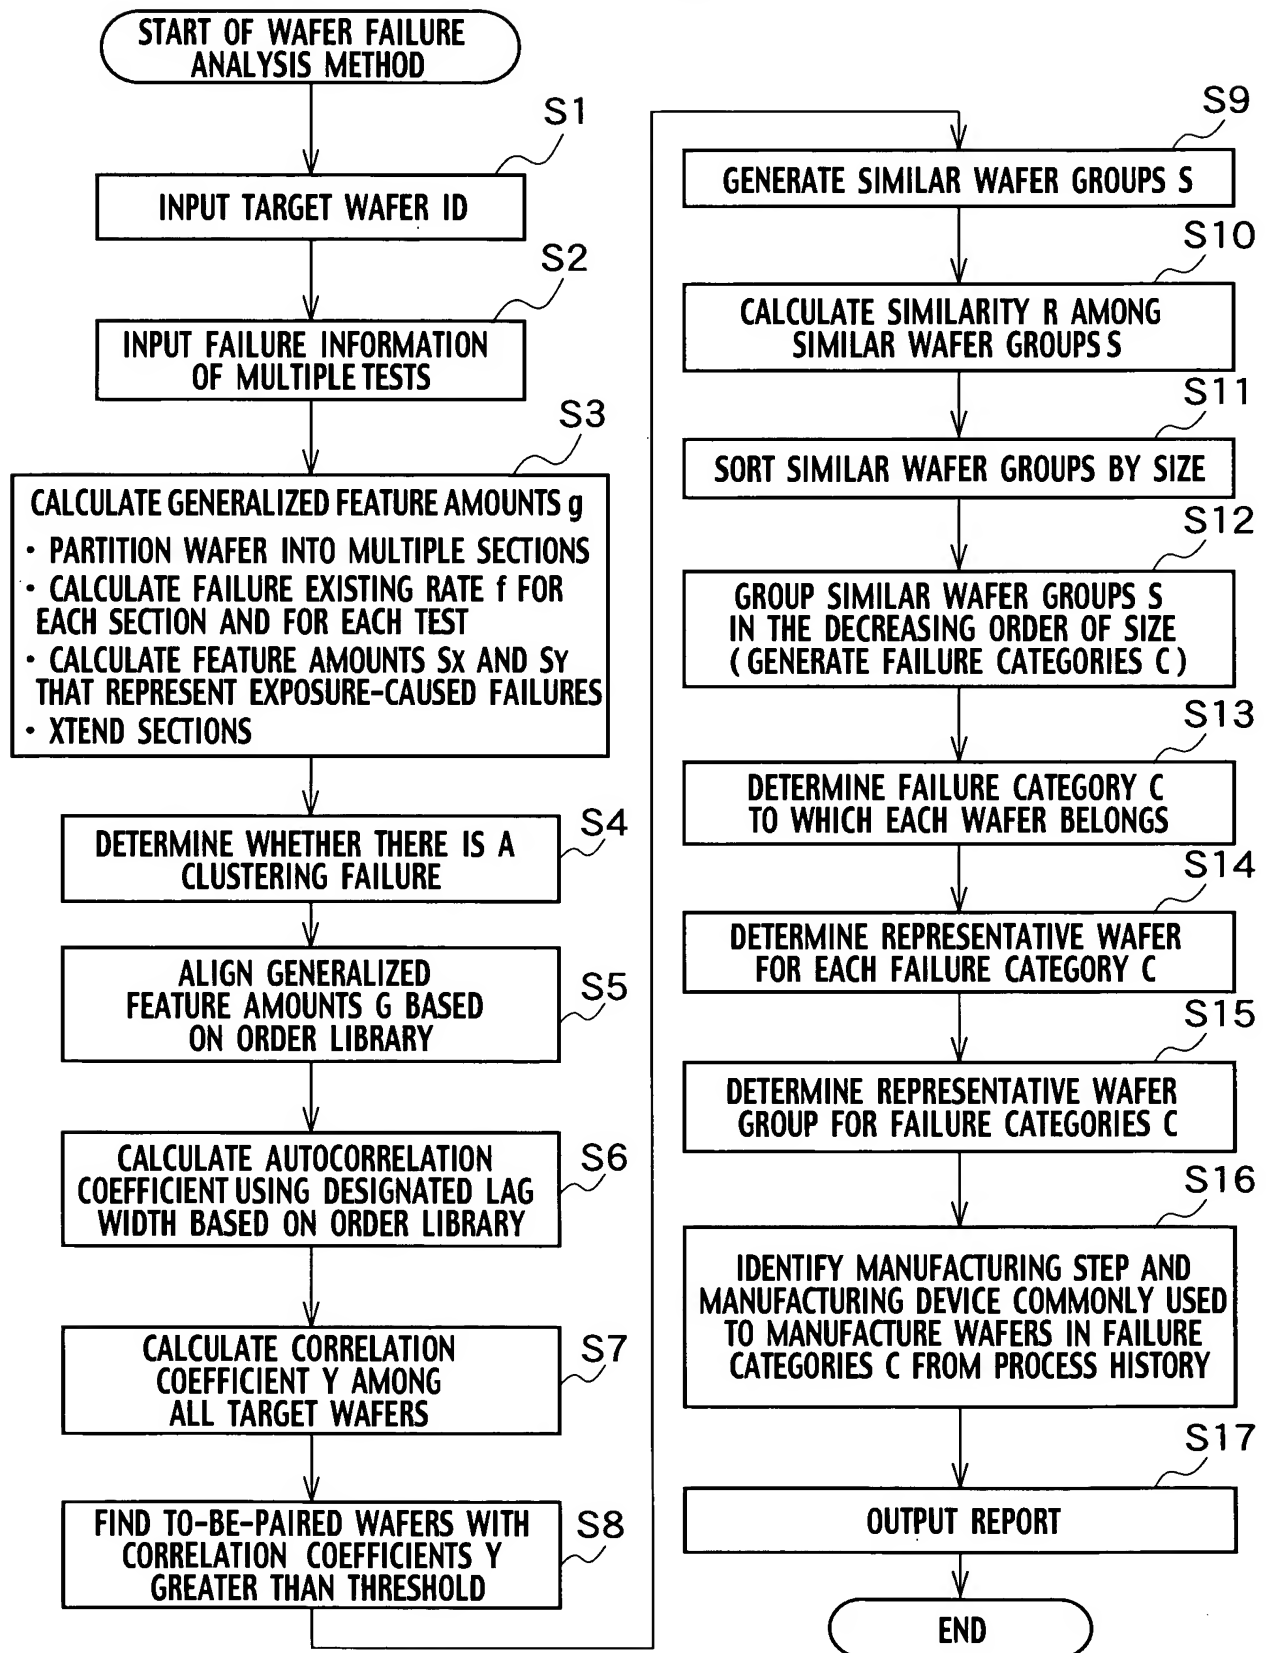 START OF WAFER FAILURE
ANALYSIS METHOD
S1
INPUT TARGET WAFER ID
S2
INPUT FAILURE INFORMATION
OF MULTIPLE TESTS
S3
CALCULATE GENERALIZED FEATURE AMOUNTS g
· PARTITION WAFER INTO MULTIPLE SECTIONS
· CALCULATE FAILURE EXISTING RATE f FOR
EACH SECTION AND FOR EACH TEST
· CALCULATE FEATURE AMOUNTS SX AND SY
THAT REPRESENT EXPOSURE-CAUSED FAILURES
· XTEND SECTIONS
S4
DETERMINE WHETHER THERE IS A
CLUSTERING FAILURE
S5
ALIGN GENERALIZED
FEATURE AMOUNTS G BASED
ON ORDER LIBRARY
S6
CALCULATE AUTOCORRELATION
COEFFICIENT USING DESIGNATED LAG
WIDTH BASED ON ORDER LIBRARY
S7
CALCULATE CORRELATION
COEFFICIENT Y AMONG
ALL TARGET WAFERS
S8
FIND TO-BE-PAIRED WAFERS WITH
CORRELATION COEFFICIENTS Y
GREATER THAN THRESHOLD
S9
GENERATE SIMILAR WAFER GROUPS S
S10
CALCULATE SIMILARITY R AMONG
SIMILAR WAFER GROUPS S
S11
SORT SIMILAR WAFER GROUPS BY SIZE
S12
GROUP SIMILAR WAFER GROUPS S
IN THE DECREASING ORDER OF SIZE
(GENERATE FAILURE CATEGORIES C)
S13
DETERMINE FAILURE CATEGORY C
TO WHICH EACH WAFER BELONGS
S14
DETERMINE REPRESENTATIVE WAFER
FOR EACH FAILURE CATEGORY C
S15
DETERMINE REPRESENTATIVE WAFER
GROUP FOR FAILURE CATEGORIES C
S16
IDENTIFY MANUFACTURING STEP AND
MANUFACTURING DEVICE COMMONLY USED
TO MANUFACTURE WAFERS IN FAILURE
CATEGORIES C FROM PROCESS HISTORY
S17
OUTPUT REPORT
END